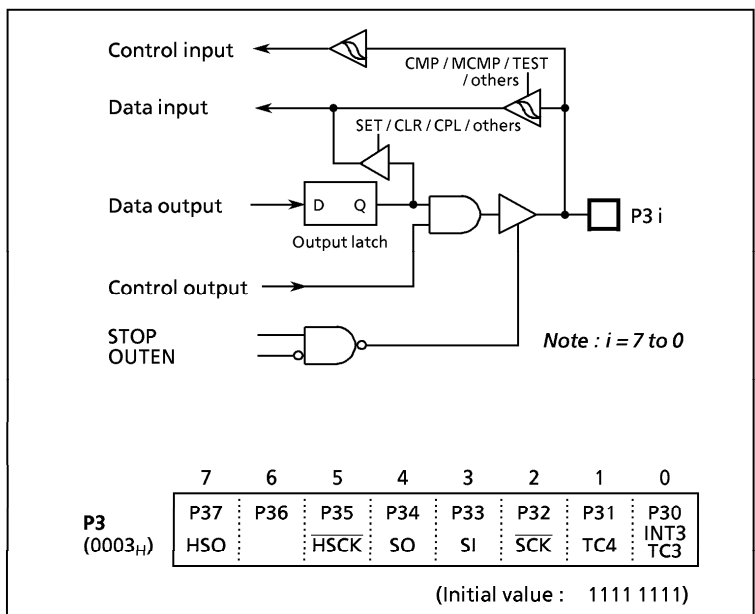 Control input
CMP / MCMP / TEST
/ others
Data input
SET / CLR / CPL / others
Data output
D Q
P3 i
Output latch
Control output
STOP
OUTEN
Note : i = 7 to 0
7 6 5 4 3 2 1 0
P3
(0003H)
P37 P36 P35 P34 P33 P32 P31 P30
HSO HSCK SO SI SCK TC4 INT3
TC3
(Initial value : 1111 1111)